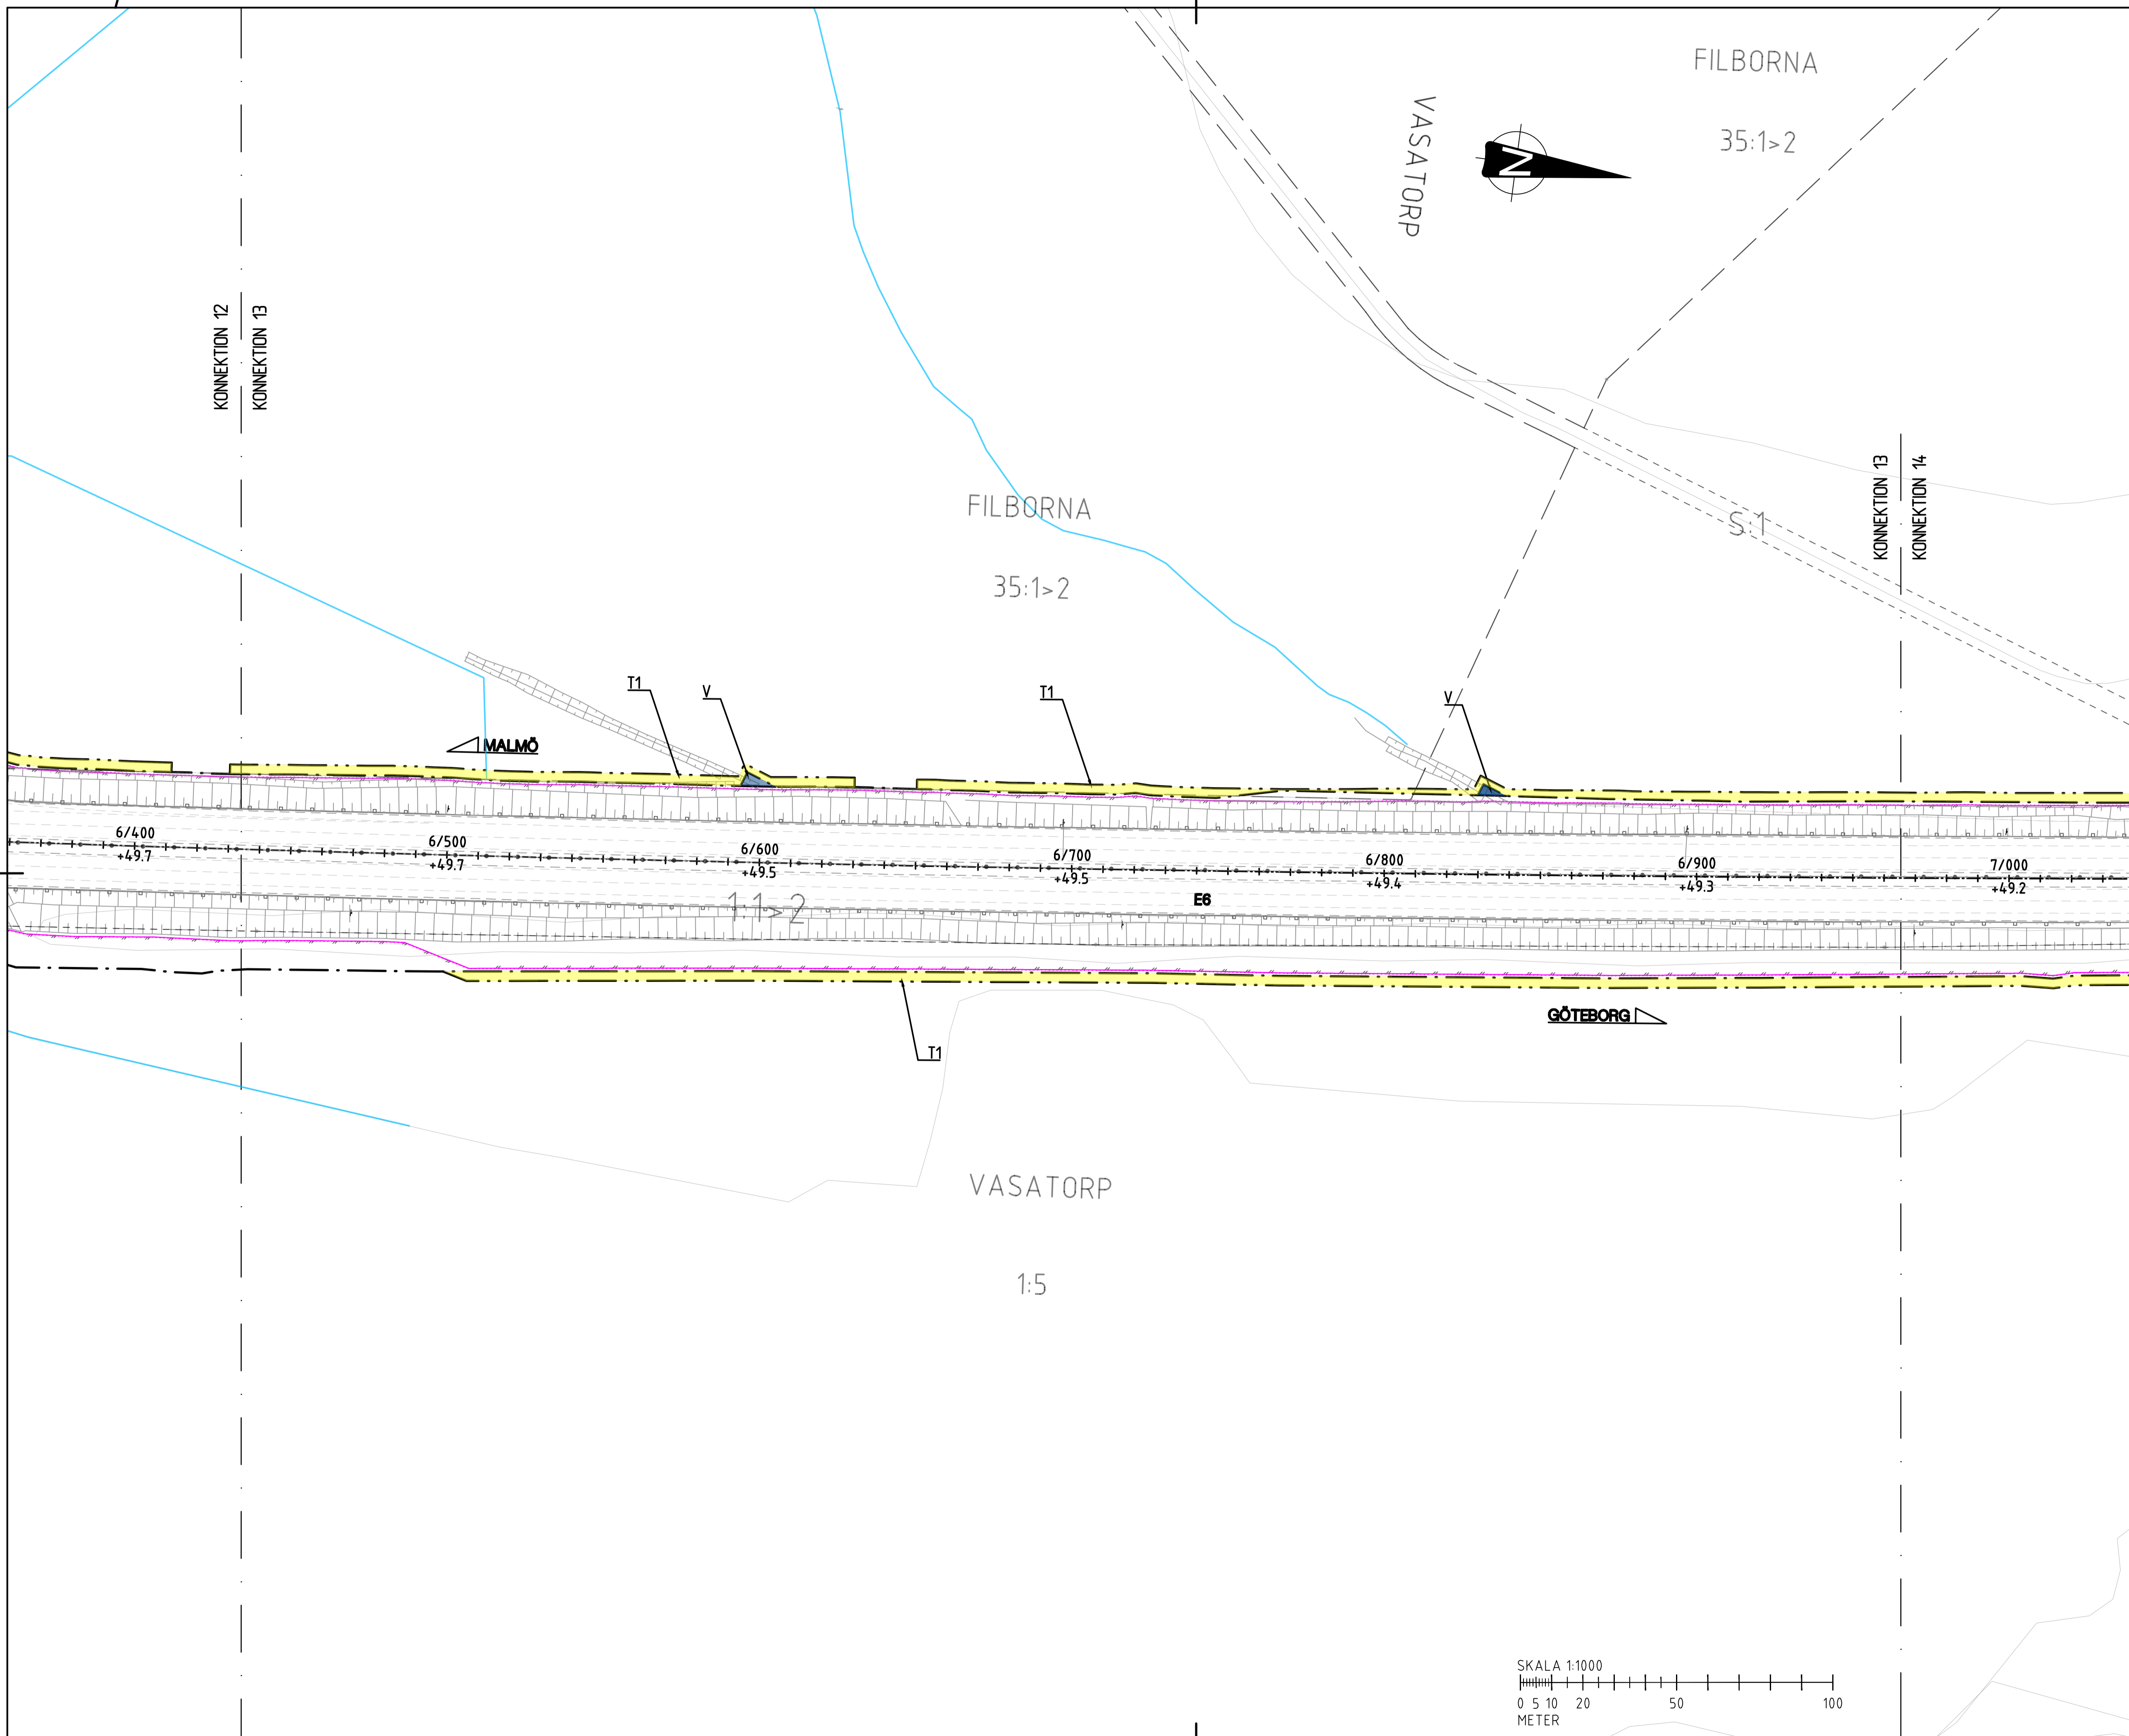 FILBORNA
35:1>2
VASATORP
N
KONNEKTION 12
KONNEKTION 13
FILBORNA
35:1>2
KONNEKTION 13
KONNEKTION 14
S:1
T1
V
T1
V
MALMÖ
6/400
+49.7
6/500
+49.7
6/600
+49.5
6/700
+49.5
6/800
+49.4
6/900
+49.3
7/000
+49.2
1:1>2
E6
GÖTEBORG
T1
VASATORP
1:5
SKALA 1:1000
0 5 10 20 50 100
METER